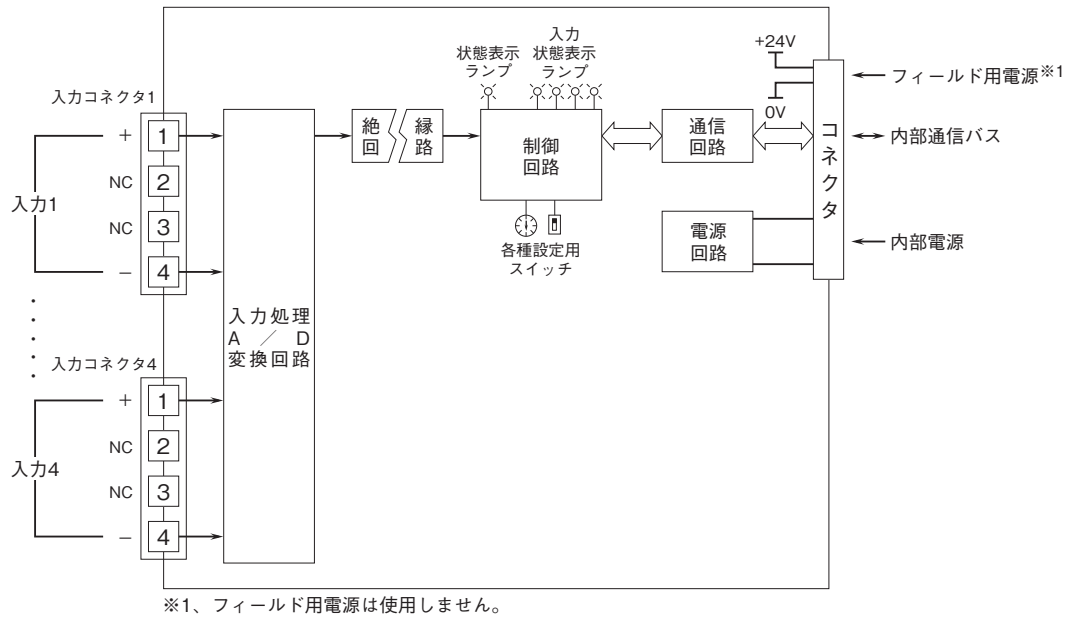 入力
状態表示
ランプ
状態表示
ランプ
+24V
0V
フィールド用電源※1
入力コネクタ1
+
1
NC
2
NC
3
−
4
入力1
絶 縁
回 路
制御
回路
通信
回路
コネクタ
内部通信バス
各種設定用
スイッチ
電源
回路
内部電源
入力処理
A／D
変換回路
入力コネクタ4
+
1
NC
2
NC
3
−
4
入力4
※1、フィールド用電源は使用しません。